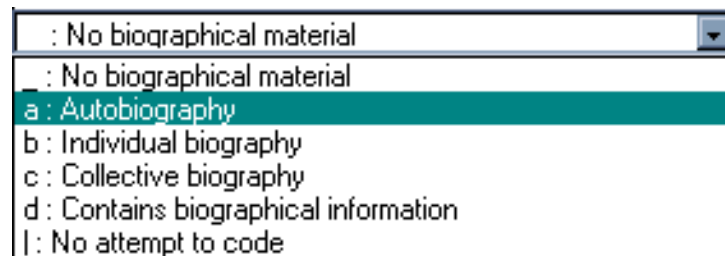 : No biographical material
_ : No biographical material
a : Autobiography
b : Individual biography
c : Collective biography
d : Contains biographical information
| : No attempt to code